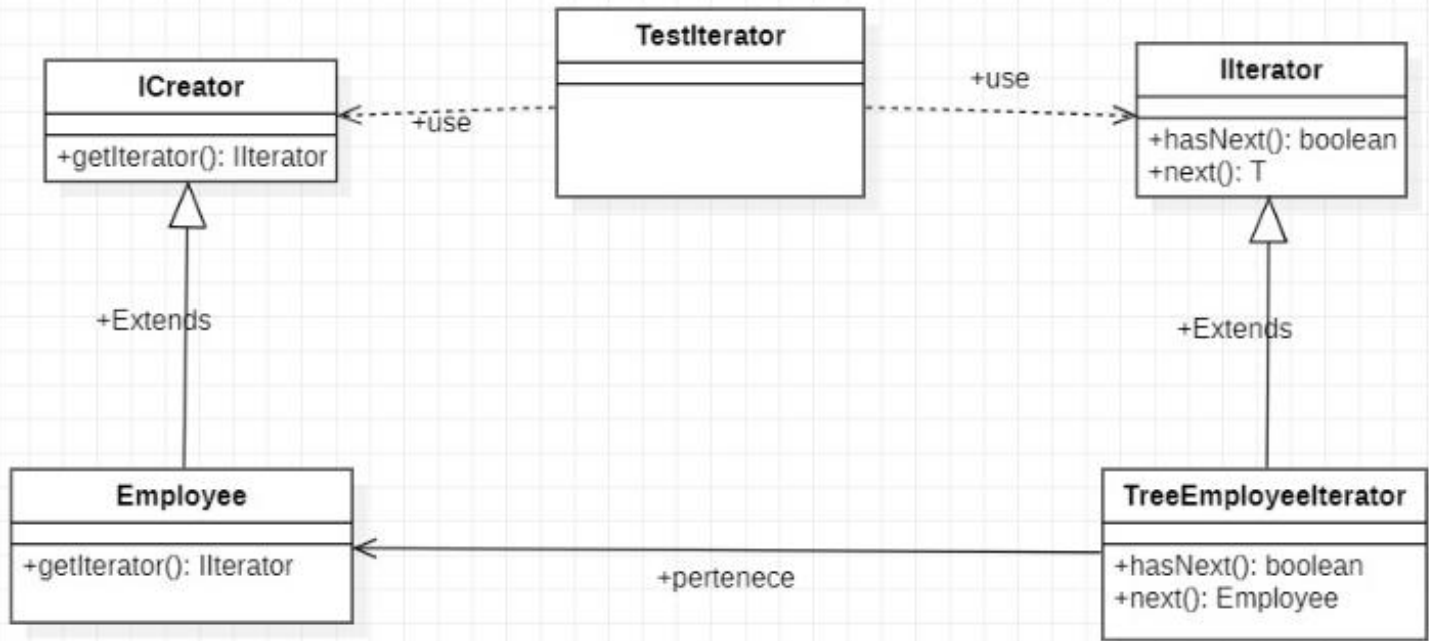 TestIterator
ICreator
IIterator
+use
+use
+getIterator(): IIterator
+hasNext(): boolean
+next(): T
+Extends
+Extends
Employee
TreeEmployeeIterator
+getIterator(): IIterator
+pertenece
+hasNext(): boolean
+next(): Employee